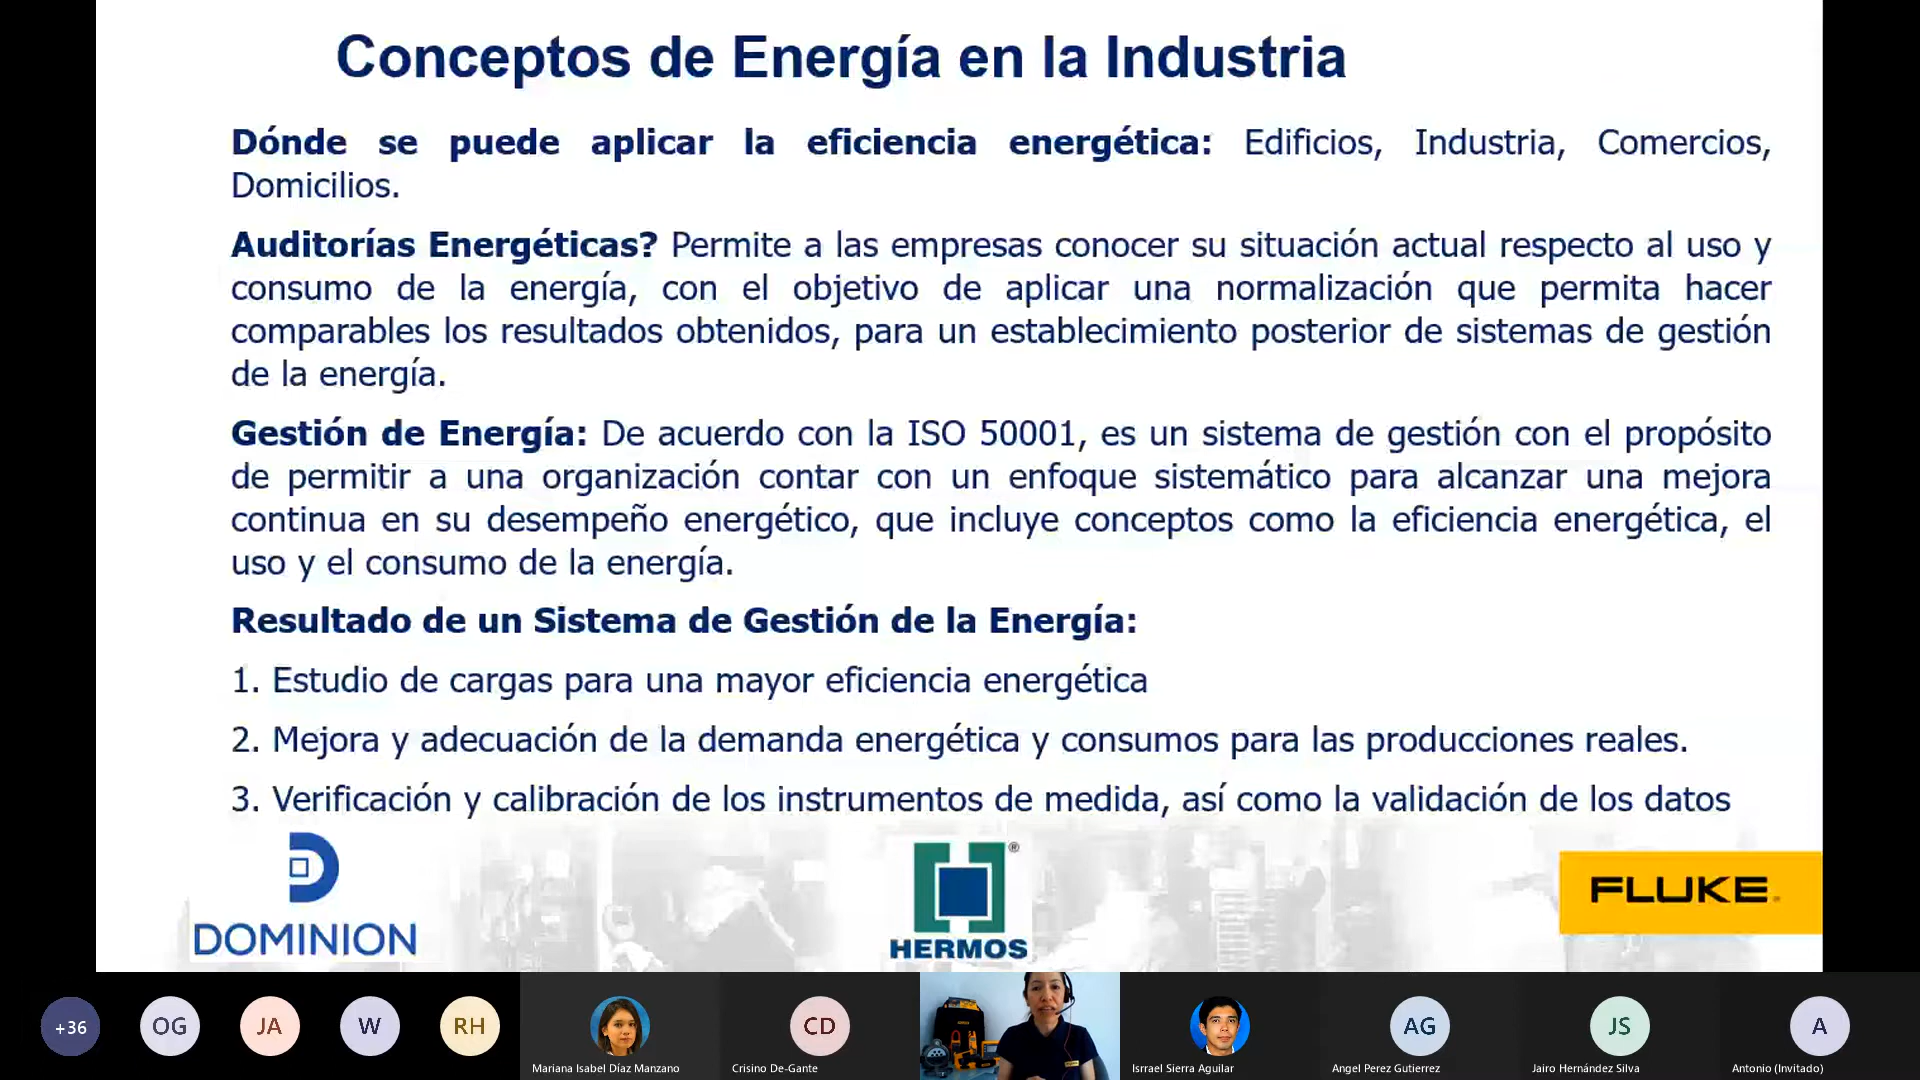 Conceptos de Energía en la Industria
Dónde se puede aplicar la eficiencia energética: Edificios, Industria, Comercios,
Domicilios.
Auditorías Energéticas? Permite a las empresas conocer su situación actual respecto al uso y
consumo de la energía, con el objetivo de aplicar una normalización que permita hacer
comparables los resultados obtenidos, para un establecimiento posterior de sistemas de gestión
de la energía.
Gestión de Energía: De acuerdo con la ISO 50001, es un sistema de gestión con el propósito
de permitir a una organización contar con un enfoque sistemático para alcanzar una mejora
continua en su desempeño energético, que incluye conceptos como la eficiencia energética, el
uso y el consumo de la energía.
Resultado de un Sistema de Gestión de la Energía:
1. Estudio de cargas para una mayor eficiencia energética
2. Mejora y adecuación de la demanda energética y consumos para las producciones reales.
3. Verificación y calibración de los instrumentos de medida, así como la validación de los datos
DOMINION
HERMOS
®
FLUKE
+36
OG
JA
W
RH
CD
AG
JS
A
Mariana Isabel Díaz Manzano
Crisino De-Gante
Isrrael Sierra Aguilar
Angel Perez Gutierrez
Jairo Hernández Silva
Antonio (Invitado)